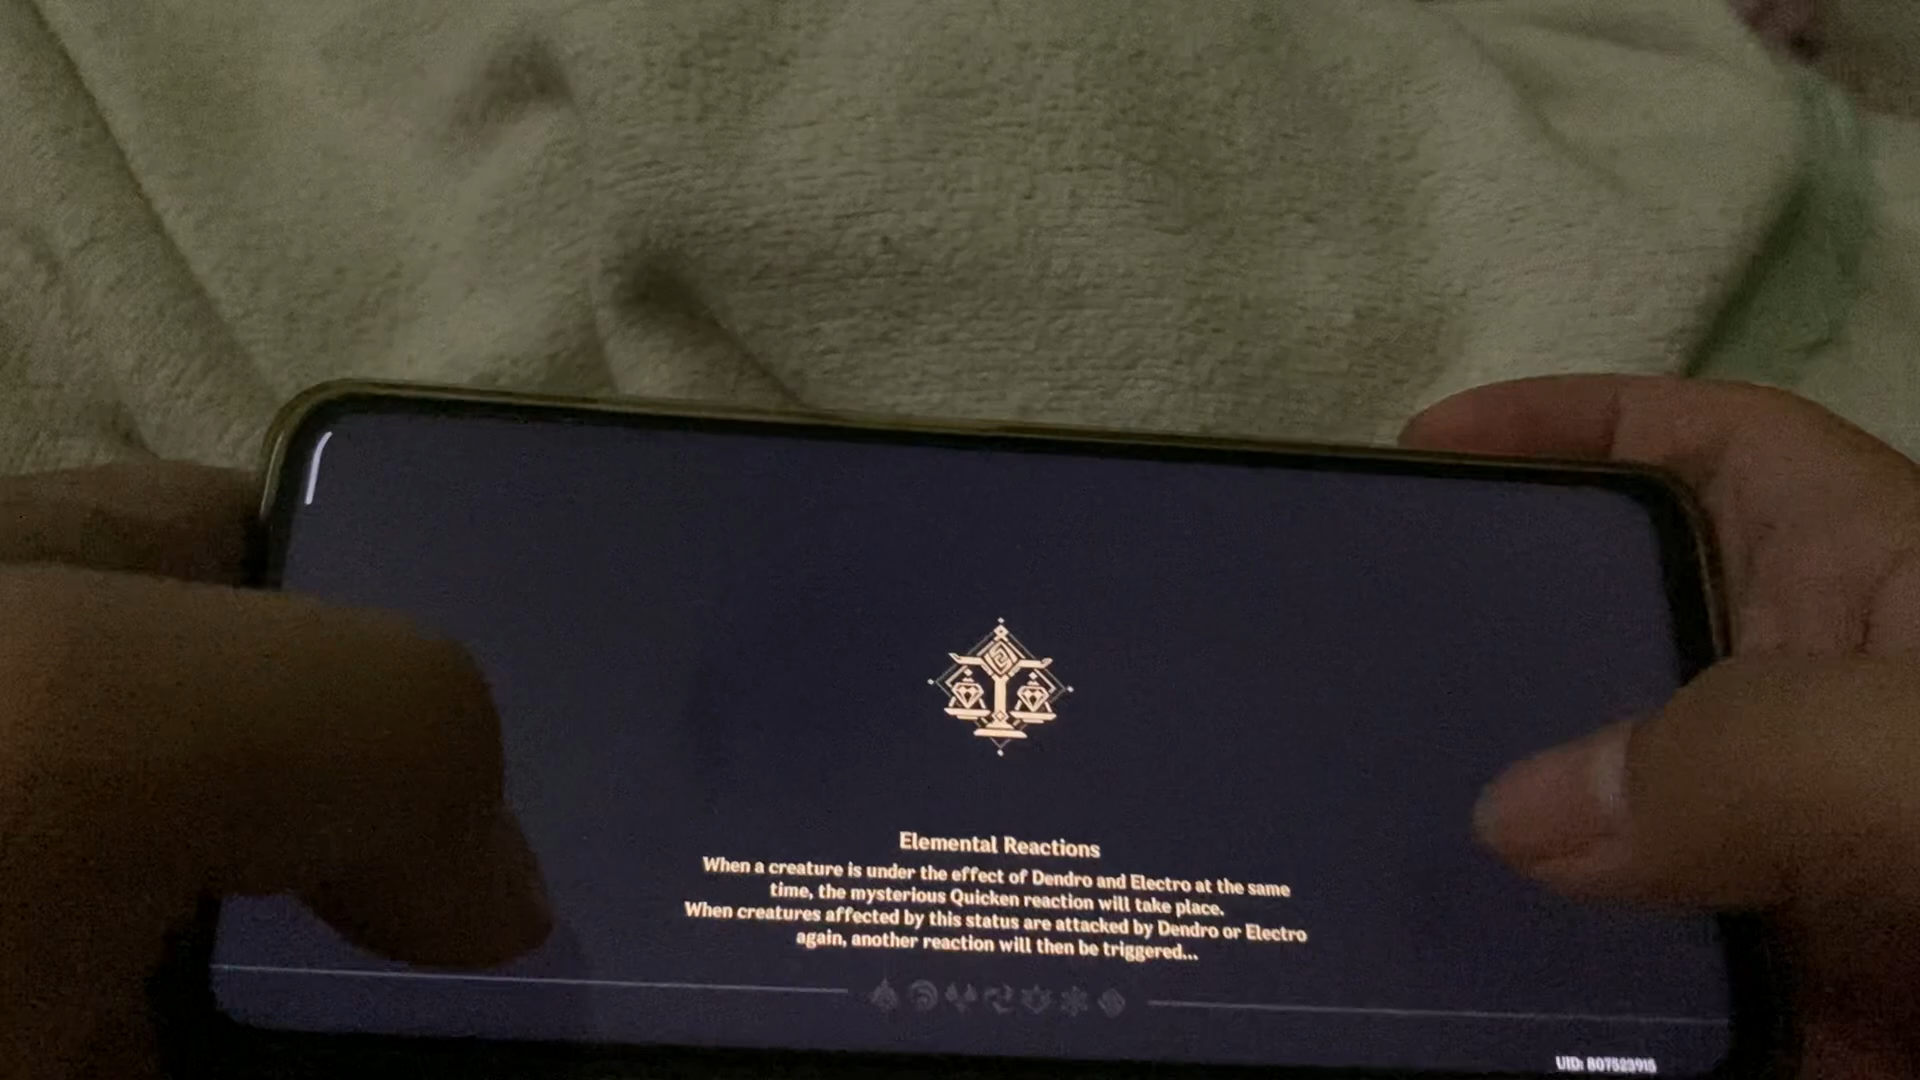 Elemental Reactions
When a creature is under the effect of Dendro and Electro at the same
time, the mysterious Quicken reaction will take place.
When creatures affected by this status are attacked by Dendro or Electro
again, another reaction will then be triggered...
UID: 807523915